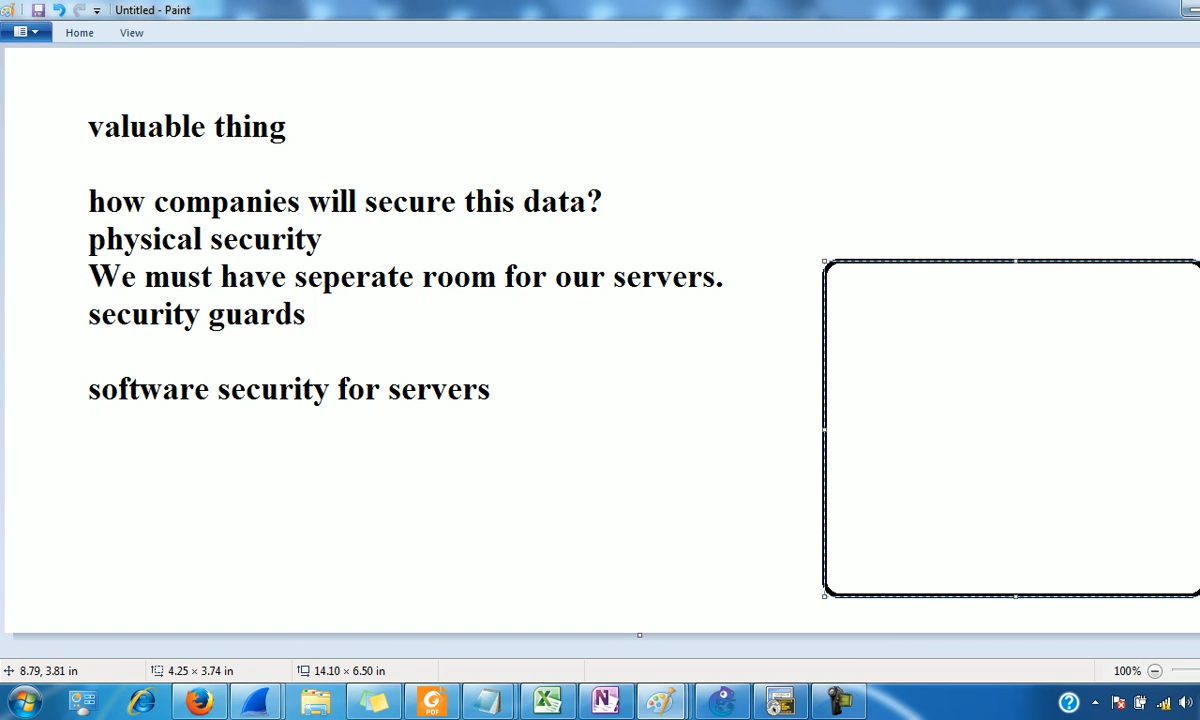 Untitled - Paint
Home View
valuable thing
how companies will secure this data?
physical security
We must have seperate room for our servers.
security guards
software security for servers
8.79, 3.81 in 4.25 × 3.74 in 14.10 × 6.50 in 100%
PDF